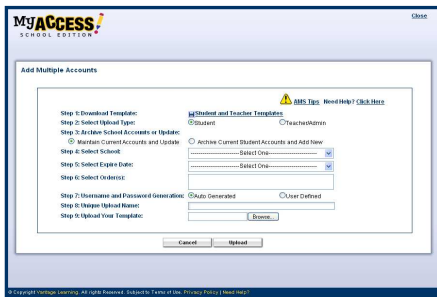 MY ACCESS!
SCHOOL EDITION
Close
Add Multiple Accounts
AMS Tips Need Help? Click Here
Step 1: Download Template: Student and Teacher Templates
Step 2: Select Upload Type: Student Teacher/Admin
Step 3: Archive School Accounts or Update:
Maintain Current Accounts and Update Archive Current Student Accounts and Add New
Step 4: Select School: ------------------------Select One------------------------
Step 5: Select Expire Date: ------------------------Select One------------------------
Step 6: Select Order(s):
Step 7: Username and Password Generation: Auto Generated User Defined
Step 8: Unique Upload Name:
Step 9: Upload Your Template: Browse...
Cancel Upload
© Copyright Vantage Learning. All rights Reserved. Subject to Terms of Use. Privacy Policy | Need Help?